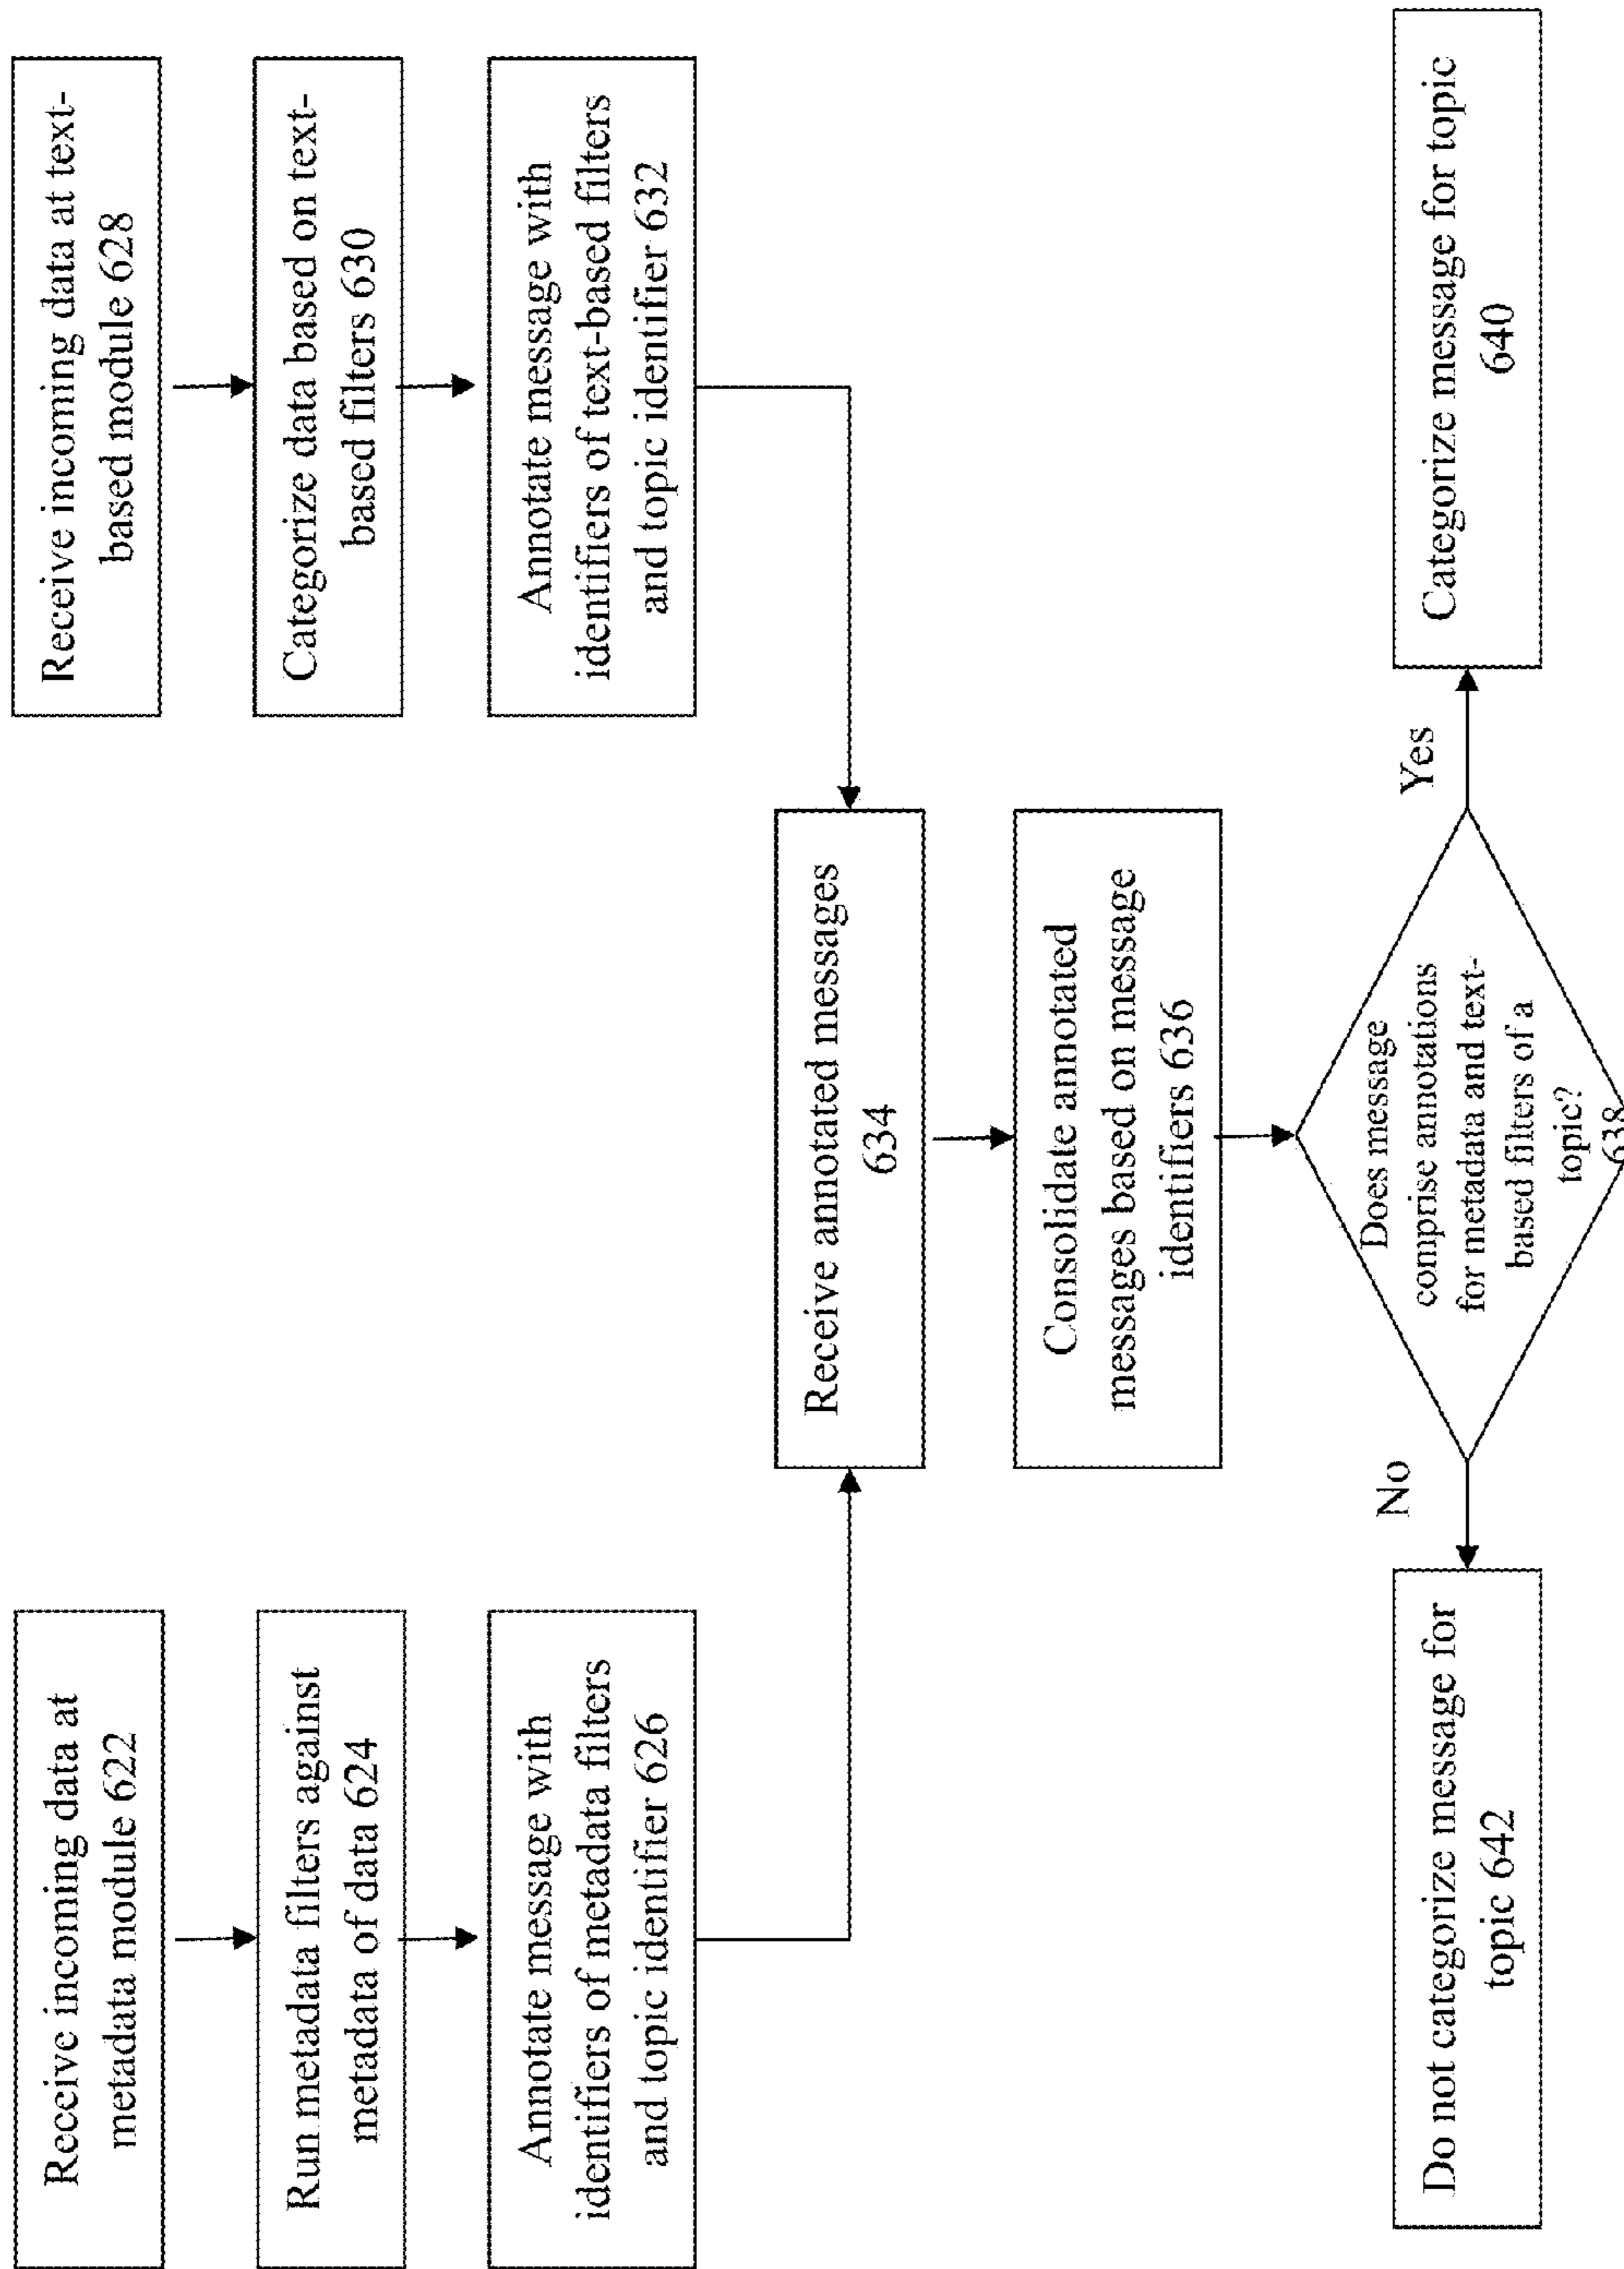 Receive incoming data at
metadata module 622
Run metadata filters against
metadata of data 624
Annotate message with
identifiers of metadata filters
and topic identifier 626
Receive incoming data at text-
based module 628
Categorize data based on text-
based filters 630
Annotate message with
identifiers of text-based filters
and topic identifier 632
Receive annotated messages
634
Consolidate annotated
messages based on message
identifiers 636
Does message
comprise annotations
for metadata and text-
based filters of a
topic?
638
No
Yes
Do not categorize message for
topic 642
Categorize message for topic
640